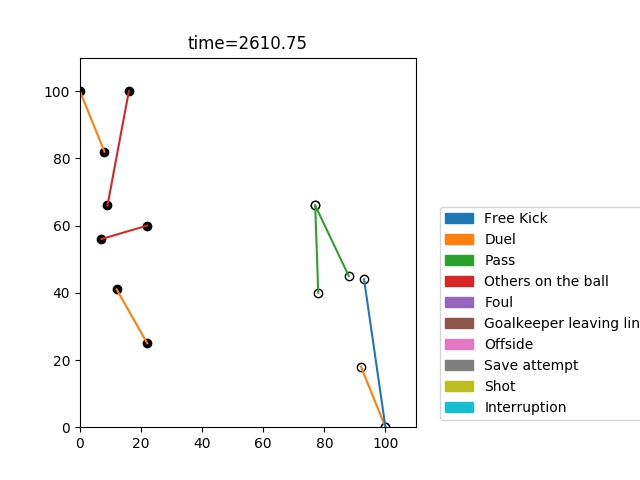 time=2610.75
100
80
60
40
20
0
0 20 40 60 80 100
Free Kick
Duel
Pass
Others on the ball
Foul
Goalkeeper leaving lin
Offside
Save attempt
Shot
Interruption